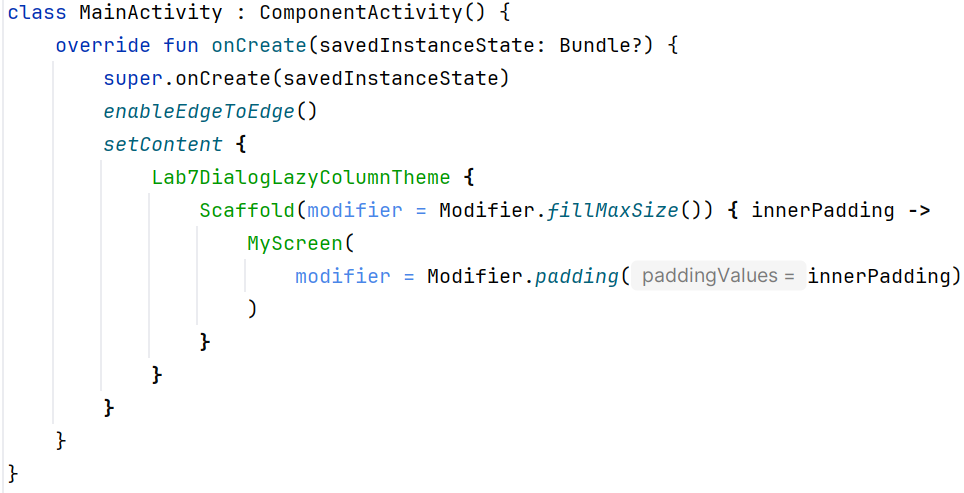 class MainActivity : ComponentActivity() {
    override fun onCreate(savedInstanceState: Bundle?) {
        super.onCreate(savedInstanceState)
        enableEdgeToEdge()
        setContent {
            Lab7DialogLazyColumnTheme {
                Scaffold(modifier = Modifier.fillMaxSize()) { innerPadding ->
                    MyScreen(
                        modifier = Modifier.padding( paddingValues = innerPadding)
                    )
                }
            }
        }
    }
}